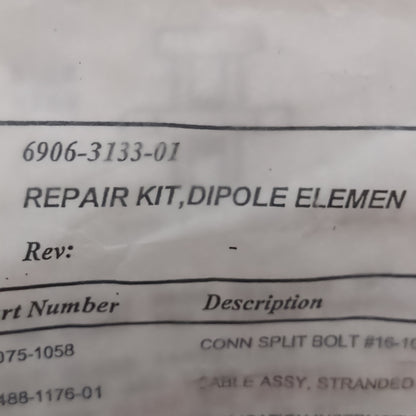 6906-3133-01
REPAIR KIT,DIPOLE ELEMEN
Rev: -
rt Number Description
075-1058 CONN SPLIT BOLT #16-10
488-1176-01 CABLE ASSY, STRANDED